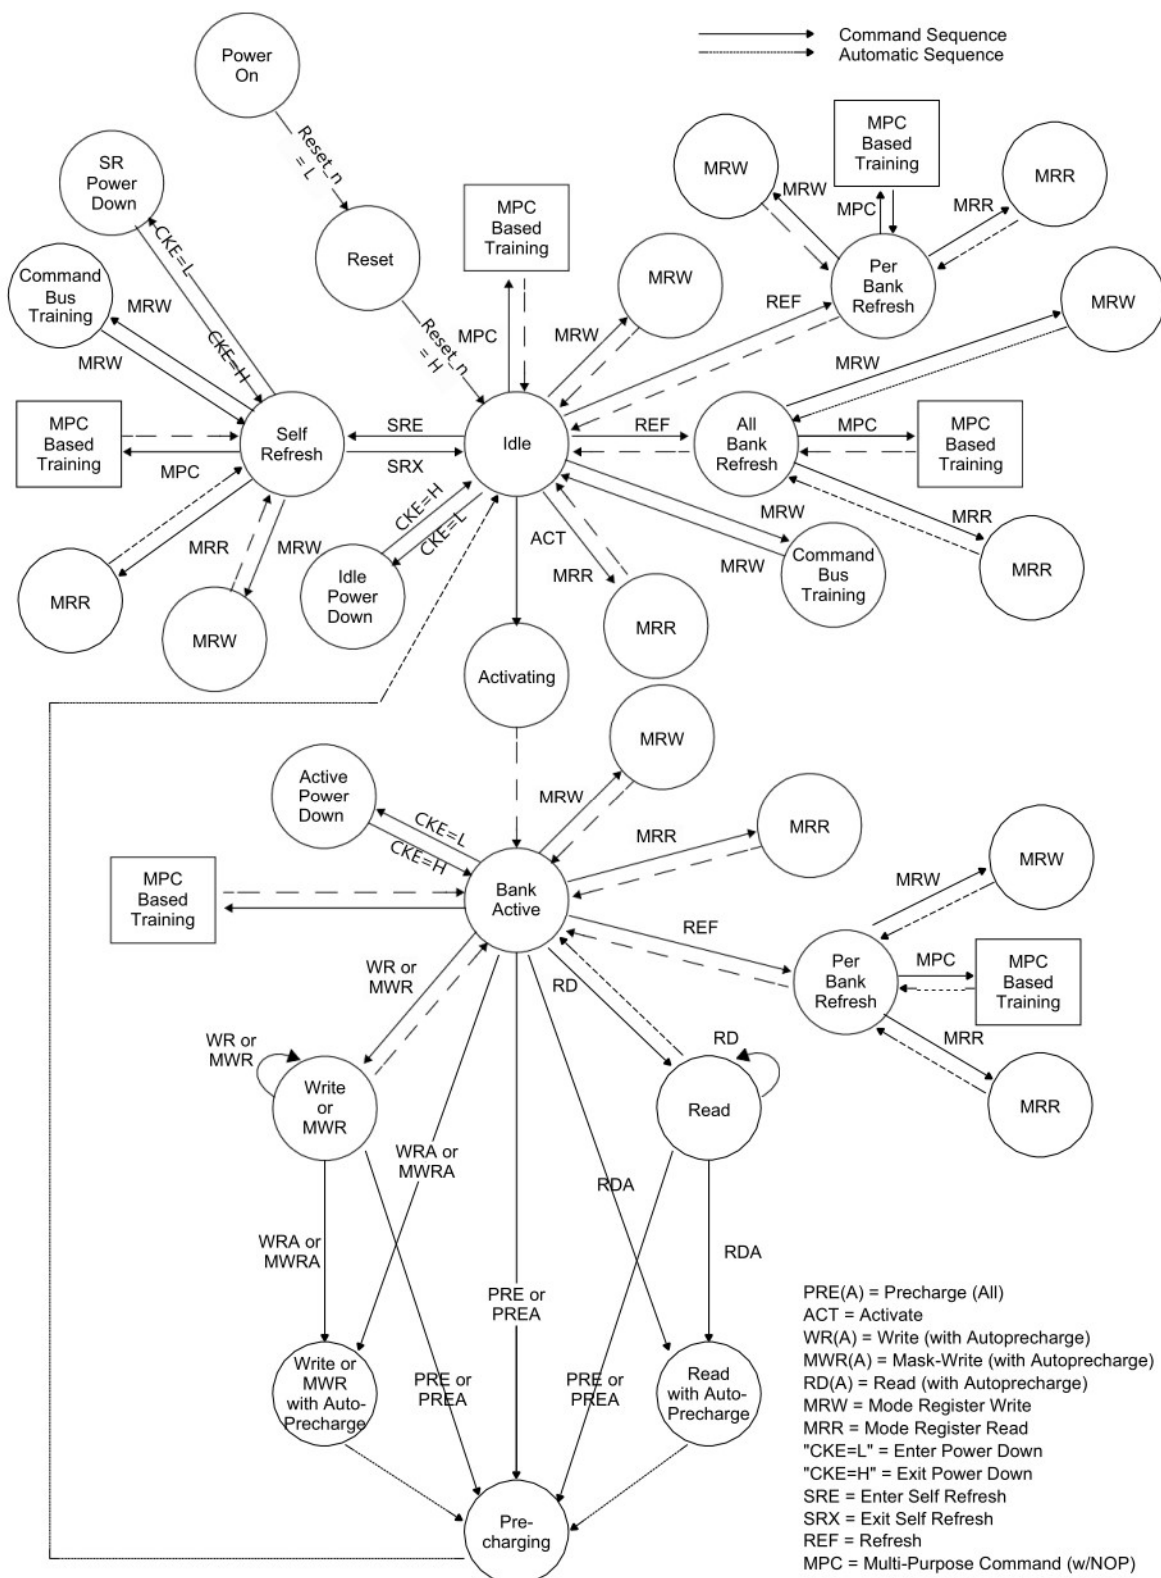 Command Sequence
Automatic Sequence
Power
On
Reset_n
= L
SR
Power
Down
CKE=L
CKE=H
Command
Bus
Training
MRW
MRW
Reset
Reset_n
= H
MPC
Based
Training
MPC
MRW
MRW
MRW
MRW
MPC
Based
Training
MPC
MRR
MRR
Per
Bank
Refresh
REF
MRW
MRW
MPC
Based
Training
MPC
Self
Refresh
SRE
SRX
Idle
REF
All
Bank
Refresh
MPC
MPC
Based
Training
MRR
MRR
MRR
MRR
MRW
MRW
CKE=H
CKE=L
Idle
Power
Down
ACT
MRR
MRR
MRW
MRW
Command
Bus
Training
Activating
MRW
MRW
Active
Power
Down
CKE=L
CKE=H
MRR
MRR
MPC
Based
Training
Bank
Active
REF
MRW
MRW
Per
Bank
Refresh
MPC
MPC
Based
Training
MRR
MRR
WR or
MWR
RD
WR or
MWR
Write
or
MWR
RD
Read
WRA or
MWRA
RDA
WRA or
MWRA
RDA
PRE or
PREA
Write or
MWR
with Auto-
Precharge
PRE or
PREA
PRE or
PREA
Read
with Auto-
Precharge
Pre-
charging
PRE(A) = Precharge (All)
ACT = Activate
WR(A) = Write (with Autoprecharge)
MWR(A) = Mask-Write (with Autoprecharge)
RD(A) = Read (with Autoprecharge)
MRW = Mode Register Write
MRR = Mode Register Read
"CKE=L" = Enter Power Down
"CKE=H" = Exit Power Down
SRE = Enter Self Refresh
SRX = Exit Self Refresh
REF = Refresh
MPC = Multi-Purpose Command (w/NOP)